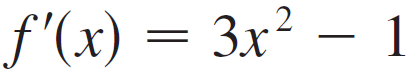 f'(x) = 3x² − 1